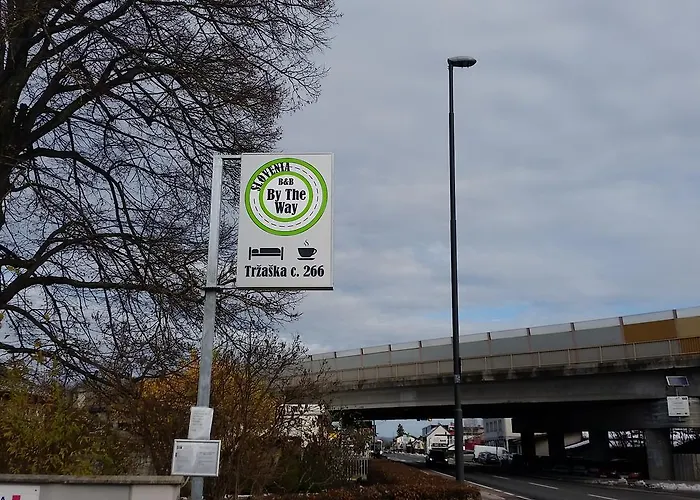 SLOVENIA
B&B
By The
Way
Tržaška c. 266